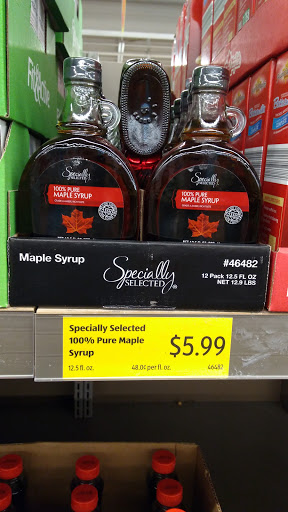 Specially
SELECTED
100% PURE
MAPLE SYRUP
Specially
SELECTED
100% PURE
MAPLE SYRUP
Maple Syrup
Specially
SELECTED®
#46482
12 Pack 12.5 FL OZ
NET 12.9 LBS
Specially Selected
100% Pure Maple
Syrup
$5.99
12.5 fl. oz.
48.0¢ per fl. oz.
46482